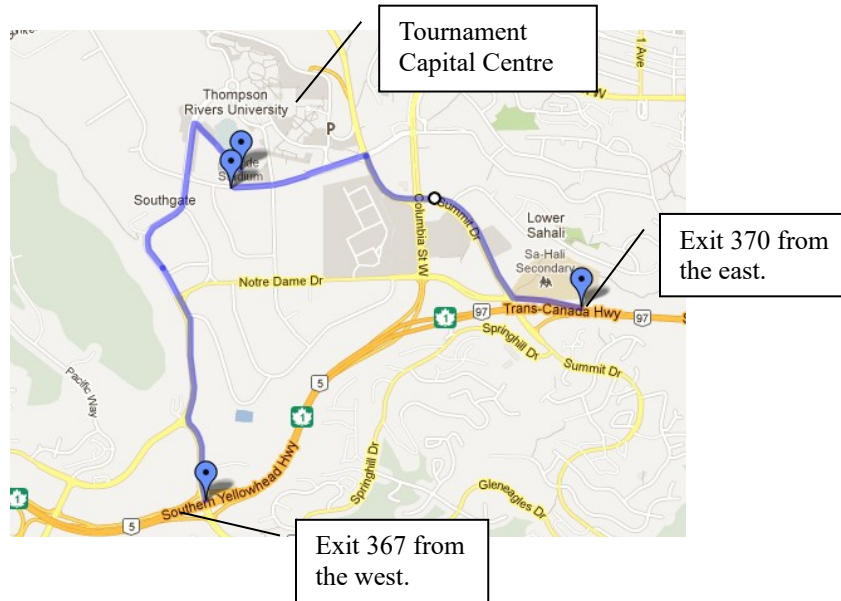 Tournament
Capital Centre
1 Ave
Thompson
Rivers University
P
Stadium
Southgate
Columbia St W
Summit Dr
Lower
Sahali
Sa-Hali
Secondary
Exit 370 from
the east.
Notre Dame Dr
97
Trans-Canada Hwy
1
97
S
Springhill Dr
Summit Dr
5
1
Pacific Way
Springhill Dr
Southern Yellowhead Hwy
Gleneagles Dr
1
5
Exit 367 from
the west.